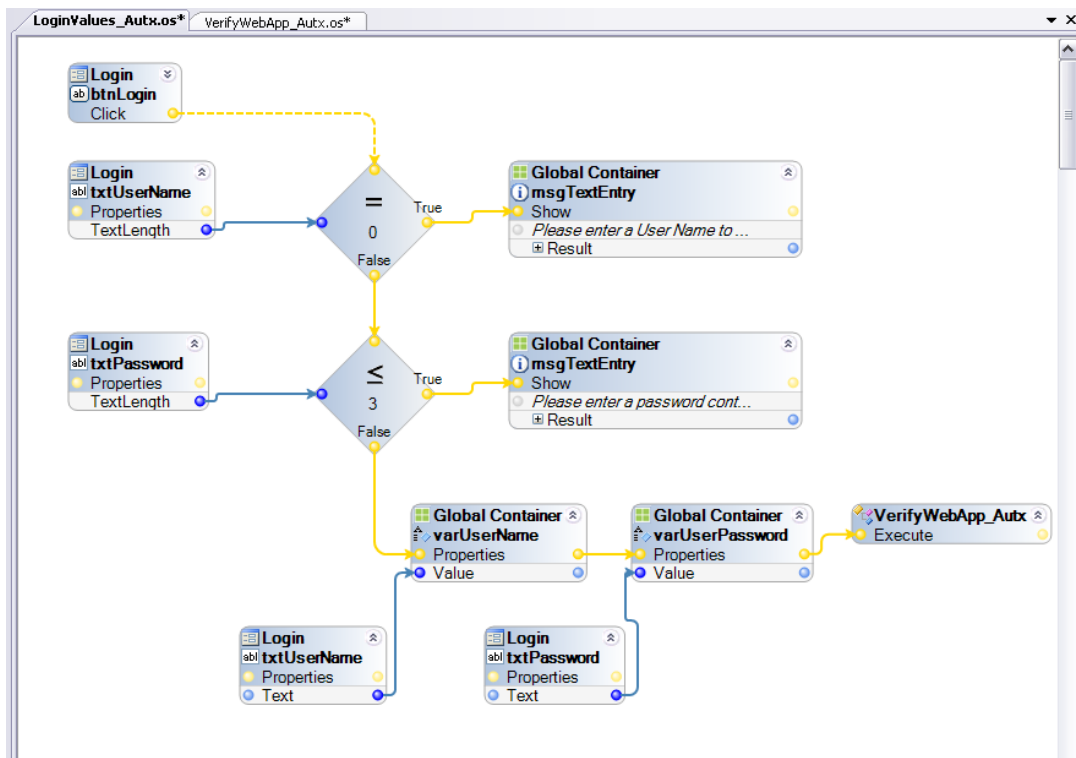 LoginValues_Autx.os*
VerifyWebApp_Autx.os*
Login
btnLogin
Click
Login
txtUserName
Properties
TextLength
=
0
True
False
Global Container
msgTextEntry
Show
Please enter a User Name to ...
Result
Login
txtPassword
Properties
TextLength
≤
3
True
False
Global Container
msgTextEntry
Show
Please enter a password cont...
Result
Global Container
varUserName
Properties
Value
Global Container
varUserPassword
Properties
Value
VerifyWebApp_Autx
Execute
Login
txtUserName
Properties
Text
Login
txtPassword
Properties
Text